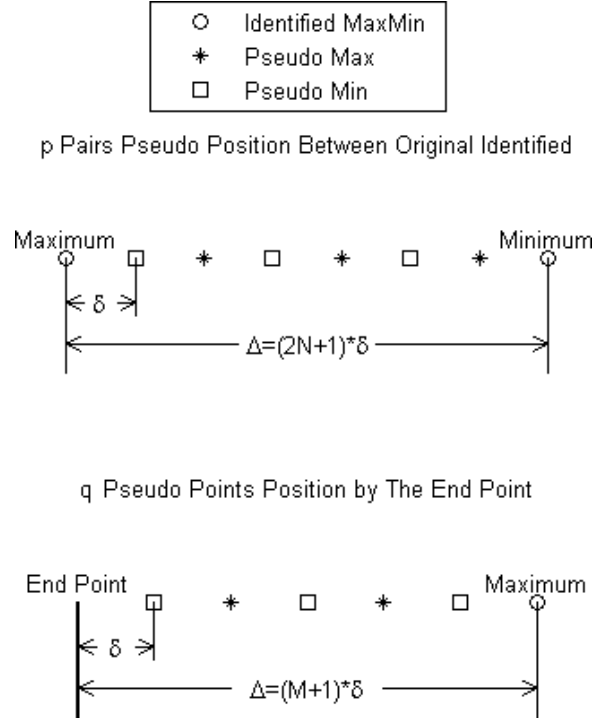 Identified MaxMin
Pseudo Max
Pseudo Min
p Pairs Pseudo Position Between Original Identified
Maximum Minimum
δ
Δ=(2N+1)*δ
q Pseudo Points Position by The End Point
End Point Maximum
δ
Δ=(M+1)*δ